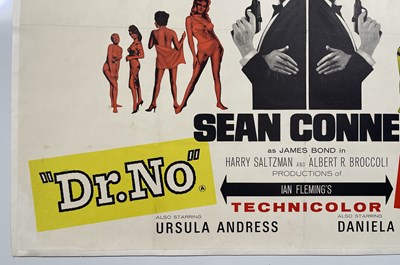 SEAN CONNE
as JAMES BOND in
HARRY SALTZMAN and ALBERT R. BROCCOLI
PRODUCTIONS of
"Dr.No" A
IAN FLEMING'S
TECHNICOLOR
ALSO STARRING
URSULA ANDRESS
ALSO STARRING
DANIELA